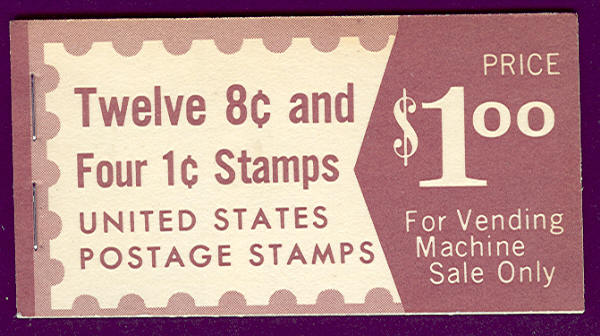 Twelve 8¢ and
Four 1¢ Stamps
UNITED STATES
POSTAGE STAMPS
PRICE
$1.00
For Vending
Machine
Sale Only